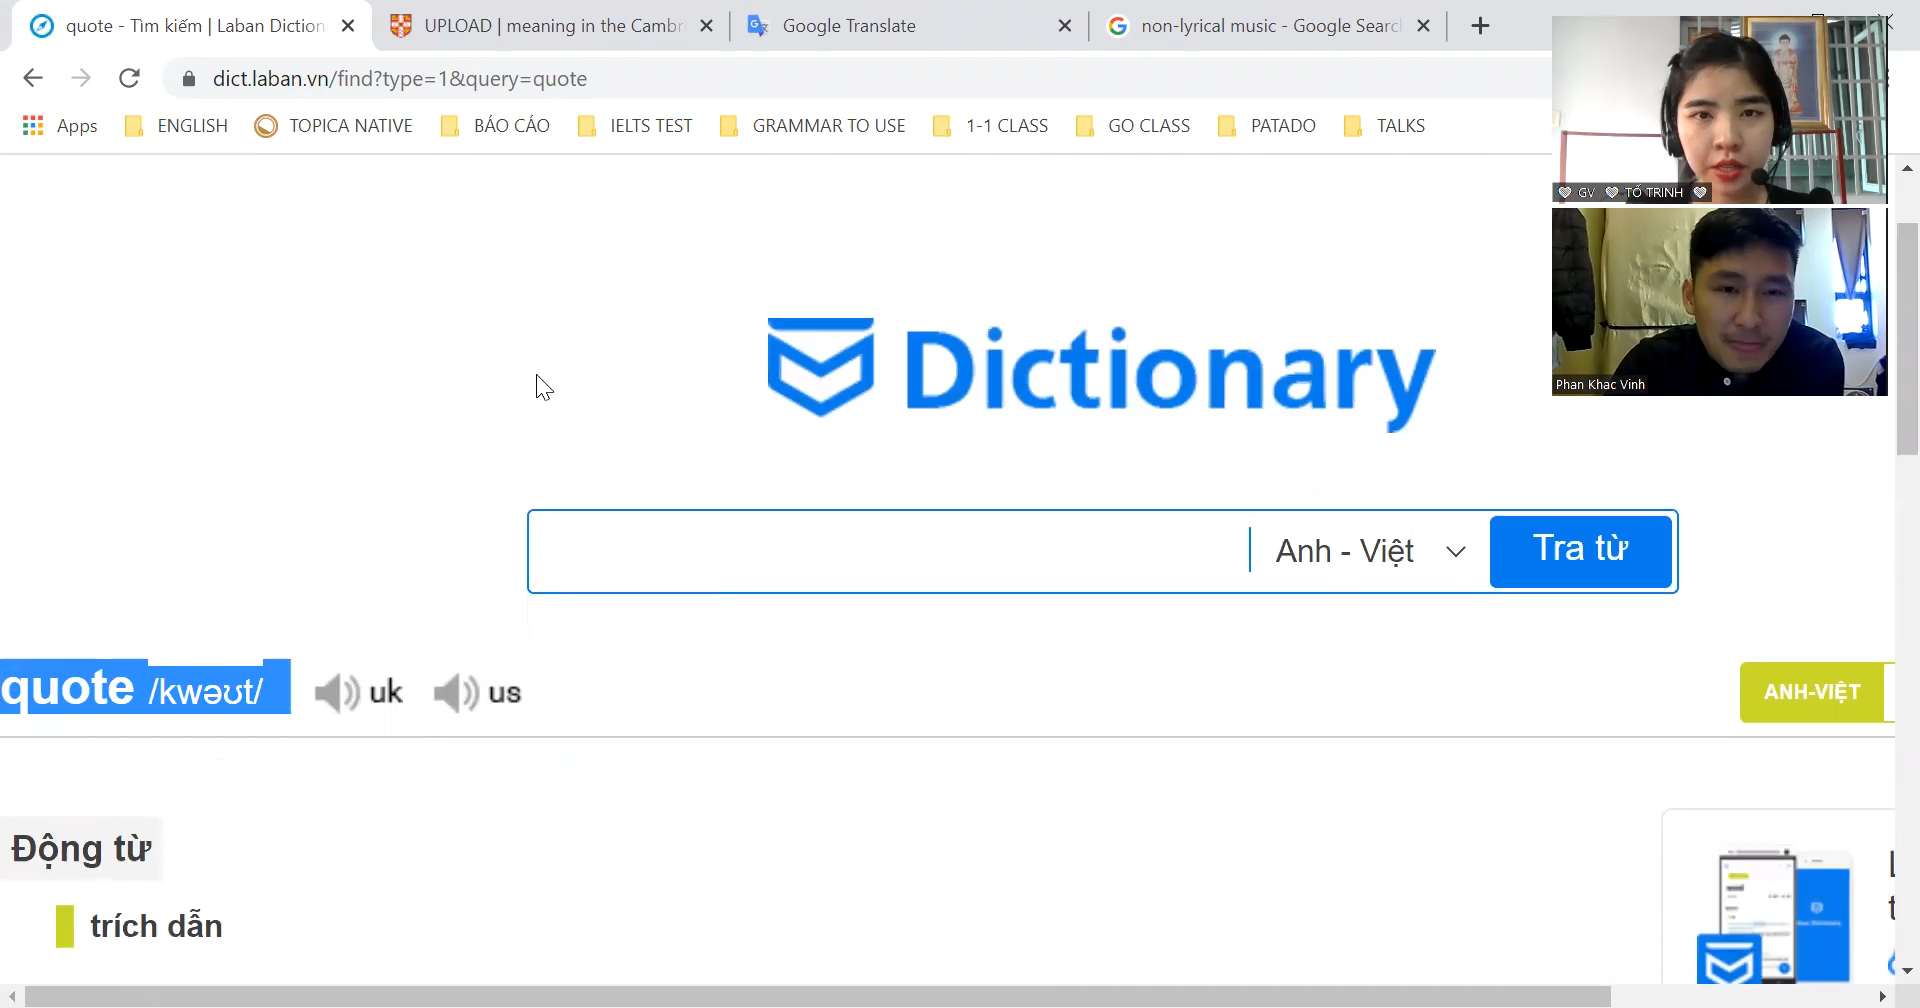 quote - Tìm kiếm | Laban Diction
UPLOAD | meaning in the Cambr
Google Translate
non-lyrical music - Google Searc
dict.laban.vn/find?type=1&query=quote
Apps
ENGLISH
TOPICA NATIVE
BÁO CÁO
IELTS TEST
GRAMMAR TO USE
1-1 CLASS
GO CLASS
PATADO
TALKS
GV TỐ TRINH
Phan Khac Vinh
Dictionary
Anh - Việt
Tra từ
quote /kwəʊt/
uk
us
ANH-VIỆT
Động từ
trích dẫn